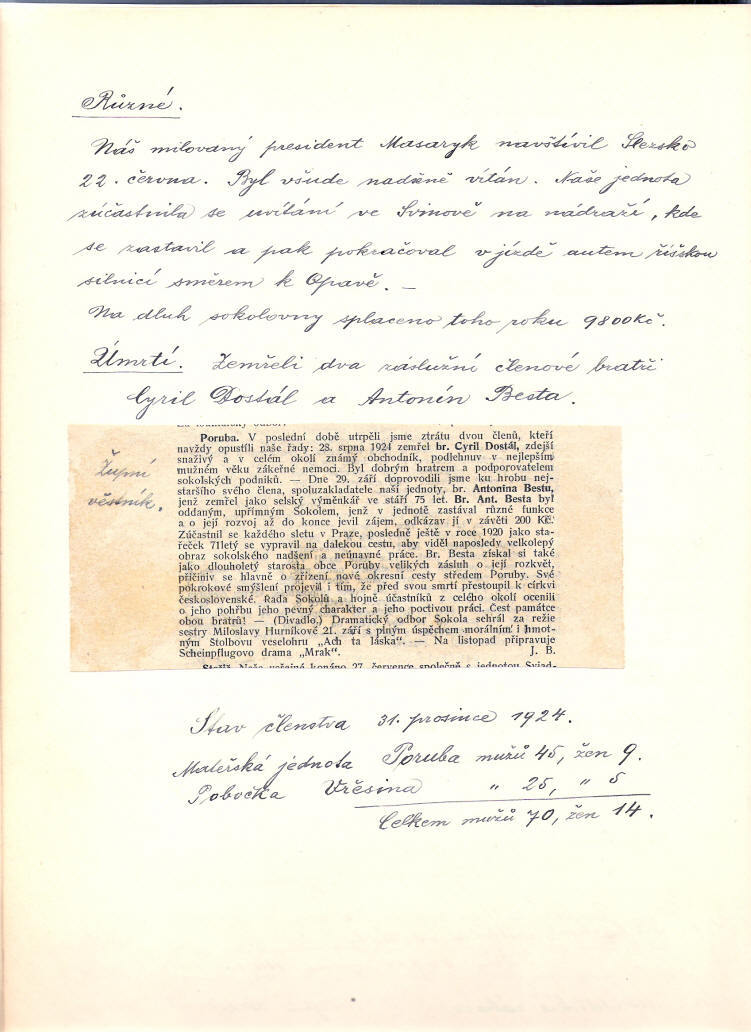 Různé.
Náš milovaný president Masaryk navštívil Slezsko
22. června. Byl všude nadšeně vítán. Naše jednota
zúčastnila se uvítání ve Svinově na nádraží, kde
se zastavil a pak pokračoval v jízdě autem říšskou
silnicí směrem k Opavě. —
Na dluh sokolovny splaceno toho roku 9800Kč.
Úmrtí. Zemřeli dva záslužní členové bratři
Cyril Dostál a Antonín Besta.
Župní
věstník.
Poruba. V poslední době utrpěli jsme ztrátu dvou členů, kteří
navždy opustili naše řady: 28. srpna 1924 zemřel br. Cyril Dostál, zdejší
snaživý a v celém okolí známý obchodník, podlehnuv v nejlepším
mužném věku zákeřné nemoci. Byl dobrým bratrem a podporovatelem
sokolských podniků. — Dne 29. září doprovodili jsme ku hrobu nej-
staršího svého člena, spoluzakladatele naší jednoty, br. Antonína Bestu,
jenž zemřel jako selský výměnkář ve stáří 75 let. Br. Ant. Besta byl
oddaným, upřímným Sokolem, jenž v jednotě zastával různé funkce
a o její rozvoj až do konce jevil zájem, odkázav jí v závěti 200 Kč.
Zúčastnil se každého sletu v Praze, posledně ještě v roce 1920 jako sta-
řeček 71letý se vypravil na dalekou cestu, aby viděl naposledy velkolepý
obraz sokolského nadšení a neúnavné práce. Br. Besta získal si také
jako dlouholetý starosta obce Poruby velikých zásluh o její rozkvět,
přičiniv se hlavně o zřízení nové okresní cesty středem Poruby. Své
pokrokové smýšlení projevil i tím, že před svou smrtí přestoupil k církvi
československé. Řada Sokolů a hojně účastníků z celého okolí ocenili
o jeho pohřbu jeho pevný charakter a jeho poctivou práci. Čest památce
obou bratrů! — (Divadlo.) Dramatický odbor Sokola sehrál za režie
sestry Miloslavy Hurníkové 21. září s plným úspěchem morálním i hmot-
ným Štolbovu veselohru „Ach ta láska“. — Na listopad připravuje
Scheinpflugovo drama „Mrak“. J. B.
Stav členstva 31. prosince 1924.
Mateřská jednota Poruba mužů 45, žen 9.
Pobočka Vřesina " 25, " 5
Celkem mužů 70, žen 14.